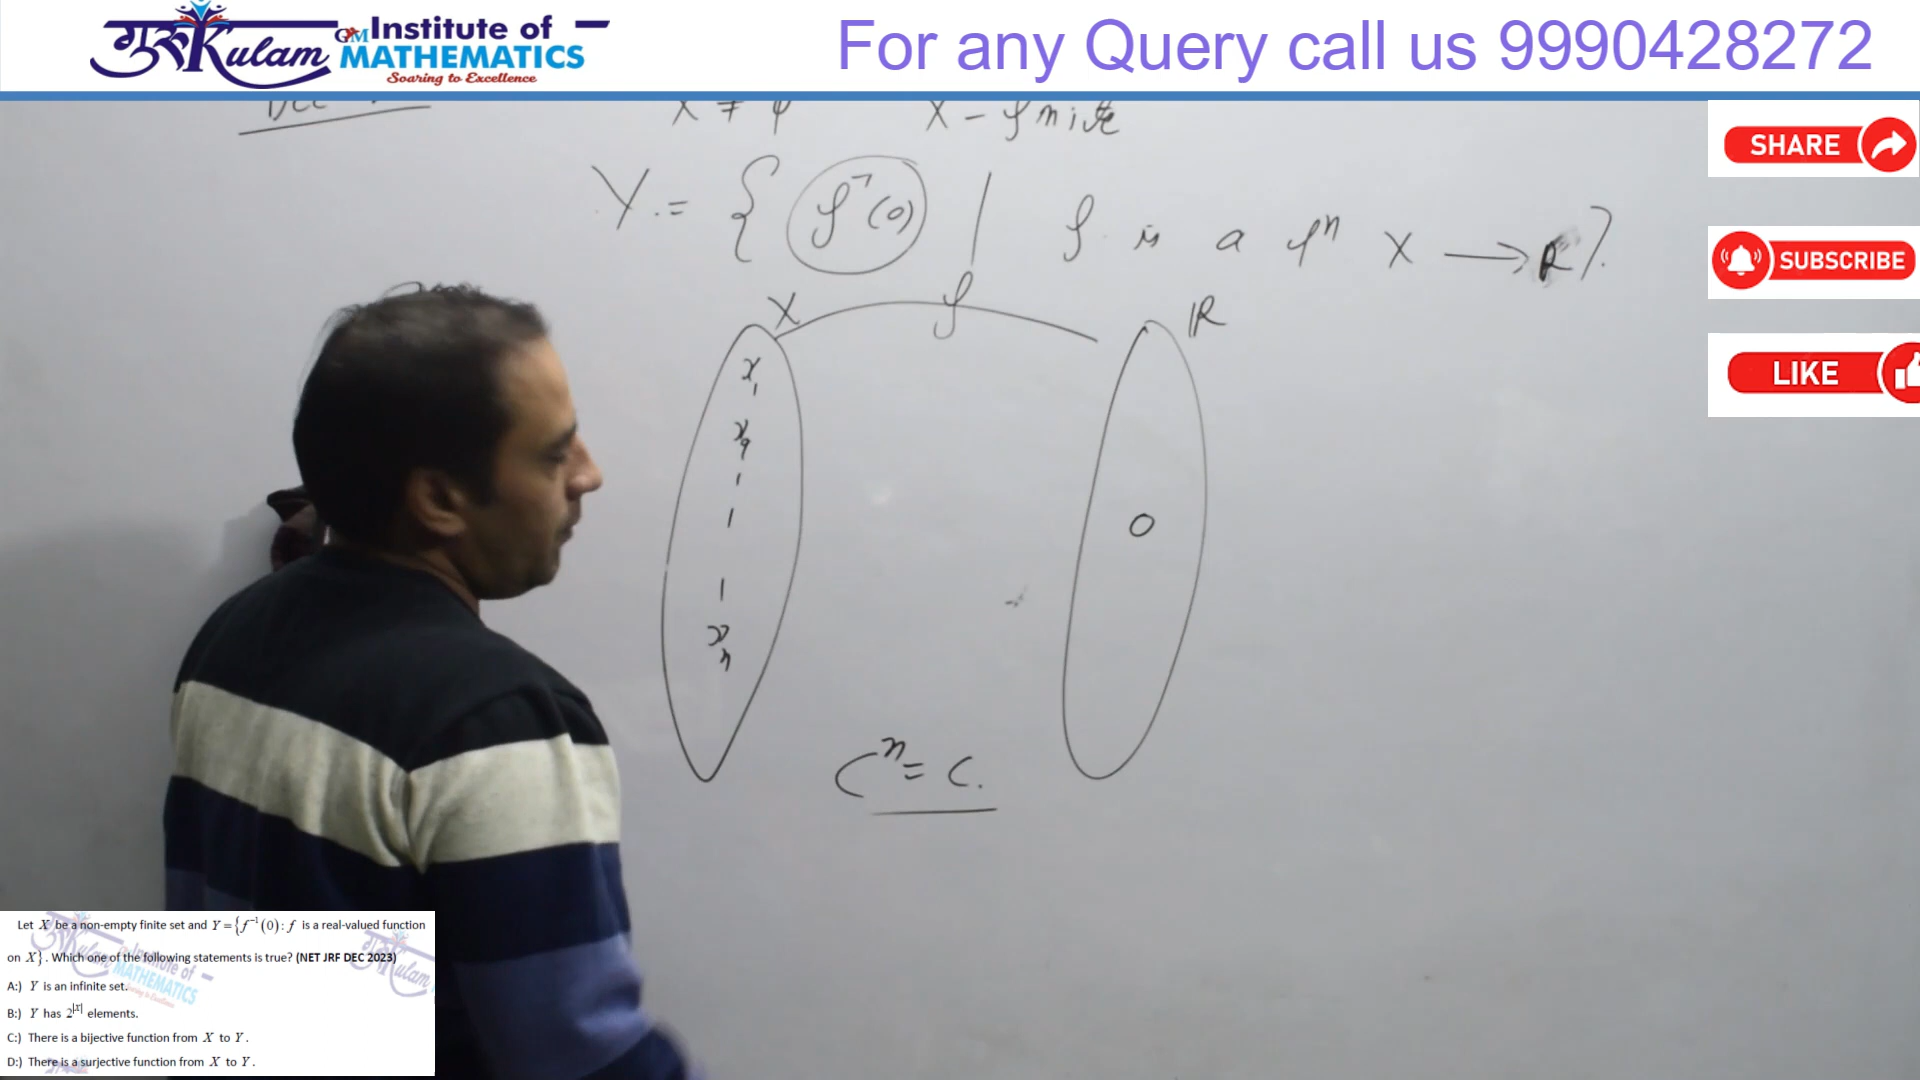 गुरुkulam GM Institute of MATHEMATICS Soaring to Excellence
For any Query call us 9990428272
SHARE
SUBSCRIBE
LIKE
X ≠ φ X - finite
Y = { f⁻¹(0) | f is a fⁿ X → R }.
X f R
x₁
x₂
0
xₙ
Cⁿ = C.
Let X be a non-empty finite set and Y = {f⁻¹(0) : f is a real-valued function
on X}. Which one of the following statements is true? (NET JRF DEC 2023)
A:) Y is an infinite set.
B:) Y has 2^|X| elements.
C:) There is a bijective function from X to Y.
D:) There is a surjective function from X to Y.